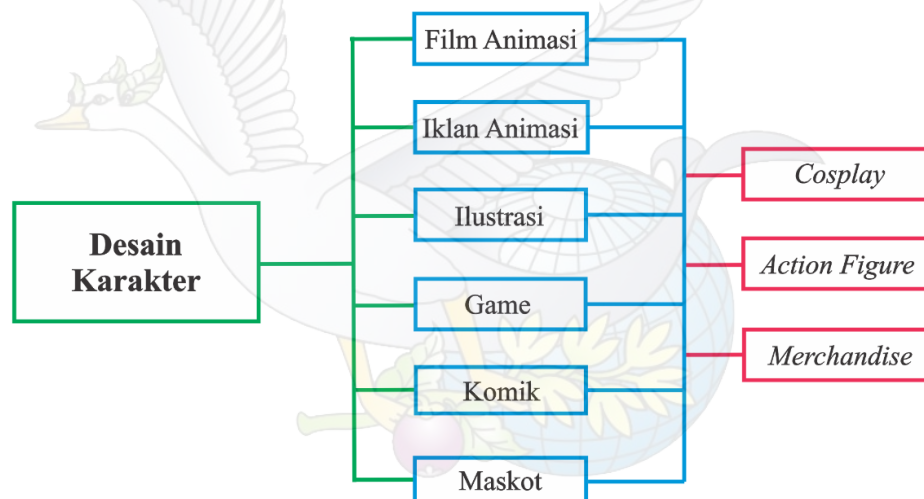 Film Animasi
Iklan Animasi
Ilustrasi
Game
Komik
Maskot
Desain
Karakter
Cosplay
Action Figure
Merchandise